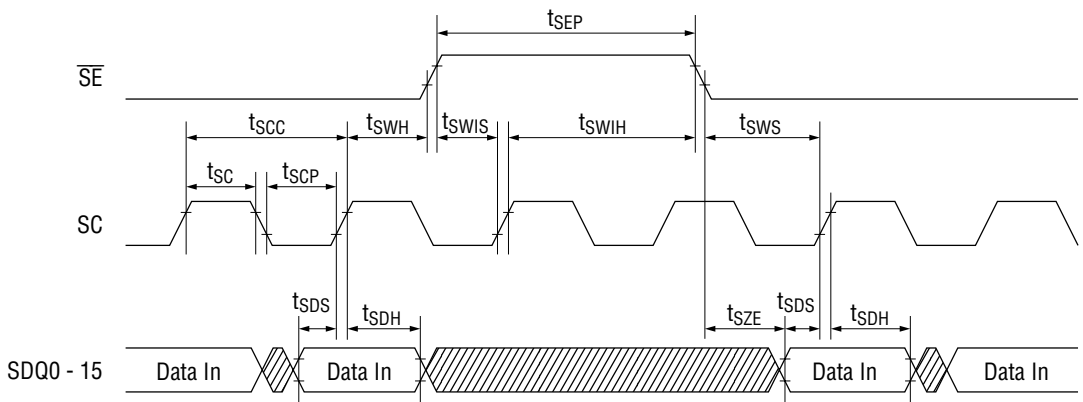 tSEP
SE
tSCC tSWH tSWIS tSWIH tSWS
tSC tSCP
SC
tSDS tSDH tSZE tSDS tSDH
SDQ0 - 15 Data In Data In Data In Data In